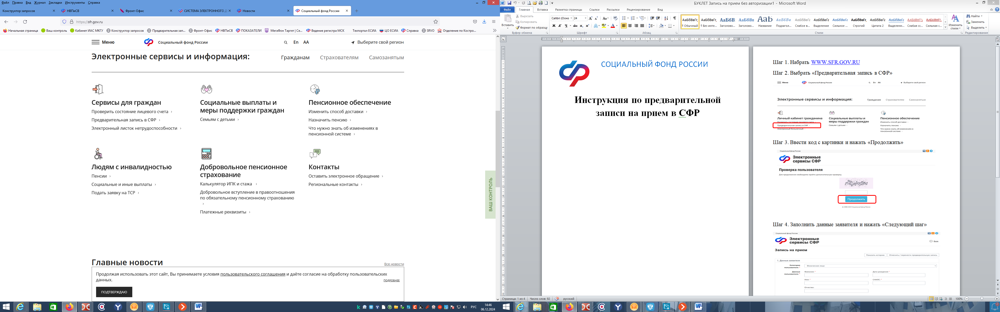 Файл Правка Вид Журнал Закладки Инструменты Справка
Конструктор запросов
НВПиСВ
Фронт-Офис
СИСТЕМА ЭЛЕКТРОННОГО Д
Новости
Социальный фонд России
https://sfr.gov.ru
Начальная страница Ваш контроль Кабинет ИАС МКГУ Конструктор запросов Предварительная зап... Фронт-Офис НВПиСВ ПОКАЗАТЕЛИ МегаФон Таргет | Се... Ведение регистра МСК Техпортал ЕСИА ЦО ЕСИА Справка SRVO Отделение по Костро...
Меню
Социальный фонд России
En AA
Выберите свой регион
Электронные сервисы и информация:
Гражданам Страхователям Самозанятым
Сервисы для граждан
Проверить состояние лицевого счета
Предварительная запись в СФР
Электронный листок нетрудоспособности
Социальные выплаты и
меры поддержки граждан
Семьям с детьми
Пенсионное обеспечение
Изменить способ доставки
Назначить пенсию
Что нужно знать об изменениях в
пенсионной системе
Людям с инвалидностью
Пенсии
Социальные и иные выплаты
Подать заявку на ТСР
Добровольное пенсионное
страхование
Калькулятор ИПК и стажа
Добровольное вступление в правоотношения
по обязательному пенсионному страхованию
Платежные реквизиты
Контакты
Оставить электронное обращение
Региональные контакты
ВАШ КОНТРОЛЬ
Главные новости
Все новости
Продолжая использовать этот сайт, Вы принимаете условия пользовательского соглашения и даёте согласие на обработку пользовательских
данных.
ПОДРОБНЕЕ
ПОДТВЕРЖДАЮ
РУС
14:46
06.12.2024
БУКЛЕТ Запись на прием без авторизации1 - Microsoft Word
Файл Главная Вставка Разметка страницы Ссылки Рассылки Рецензирование Вид
Вставить
Вырезать
Копировать
Формат по образцу
Буфер обмена
Calibri (Осно 24
Шрифт
Абзац
¶ Обычный ¶ Без инте... Заголово... Заголово... Название Подзагол... Слабое в... Выделение Сильное ... Строгий Цитата 2 Выделенн... Слабая сс... Сильная с...
Стили
Изменить
стили
Найти
Заменить
Выделить
Редактирование
СОЦИАЛЬНЫЙ ФОНД РОССИИ
Инструкция по предварительной
записи на прием в СФР
Шаг 1. Набрать WWW.SFR.GOV.RU
Шаг 2. Выбрать «Предварительная запись в СФР»
Меню
Социальный фонд России
En AA
Выберите свой регион
Электронные сервисы и информация:
Гражданам Страхователям Самозанятым
Личный кабинет гражданина
Проверить состояние лицевого счета
Предварительная запись в СФР
Электронный больничный
Социальные выплаты и
меры поддержки граждан
Семьям с детьми
Пенсионное обеспечение
Изменить способ доставки
Назначить пенсию
Что нужно знать об изменениях в
пенсионной системе
Шаг 3. Ввести код с картинки и нажать «Продолжить»
Социальный фонд России
Электронные
сервисы СФР
Проверка пользователя
Для продолжения необходимо пройти дополнительную проверку.
Продолжить
© 2008-2019 Социальный фонд России
Шаг 4. Заполнить данные заявителя и нажать «Следующий шаг»
Социальный фонд России
Электронные
сервисы СФР
Вход
Запись на прием
Показать историю
Отменить / перенести предварительную запись
1. Данные заявителя
Категория
пользователя: *
Физическое лицо
Данные
пользователя: *
Фамилия: *
Дата рождения *
Имя: *
СНИЛС: *
Отчество:
Страница: 1 из 4
Число слов: 92
русский
100%